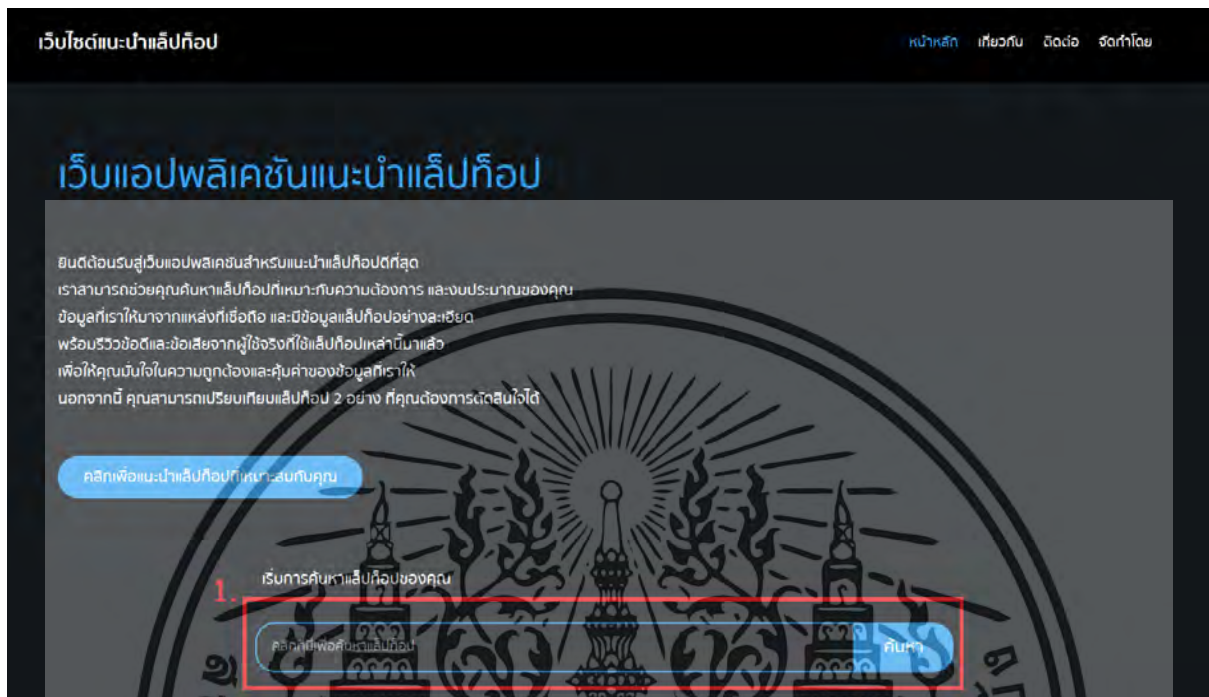 เว็บไซต์แนะนำแล็ปท็อป
หน้าหลัก เกี่ยวกับ ติดต่อ จัดทำโดย
เว็บแอปพลิเคชันแนะนำแล็ปท็อป
ยินดีต้อนรับสู่เว็บแอปพลิเคชันสำหรับแนะนำแล็ปท็อปดีที่สุด
เราสามารถช่วยคุณค้นหาแล็ปท็อปที่เหมาะกับความต้องการ และงบประมาณของคุณ
ข้อมูลที่เราให้มาจากแหล่งที่เชื่อถือ และมีข้อมูลแล็ปท็อปอย่างละเอียด
พร้อมรีวิวข้อดีและข้อเสียจากผู้ใช้จริงที่ใช้แล็ปท็อปเหล่านี้มาแล้ว
เพื่อให้คุณมั่นใจในความถูกต้องและคุ้มค่าของข้อมูลที่เราให้
นอกจากนี้ คุณสามารถเปรียบเทียบแล็ปท็อป 2 อย่าง ที่คุณต้องการตัดสินใจได้
คลิกเพื่อแนะนำแล็ปท็อปที่เหมาะสมกับคุณ
เริ่มการค้นหาแล็ปท็อปของคุณ
1.
คลิกที่นี่เพื่อค้นหาแล็ปท็อป ค้นหา